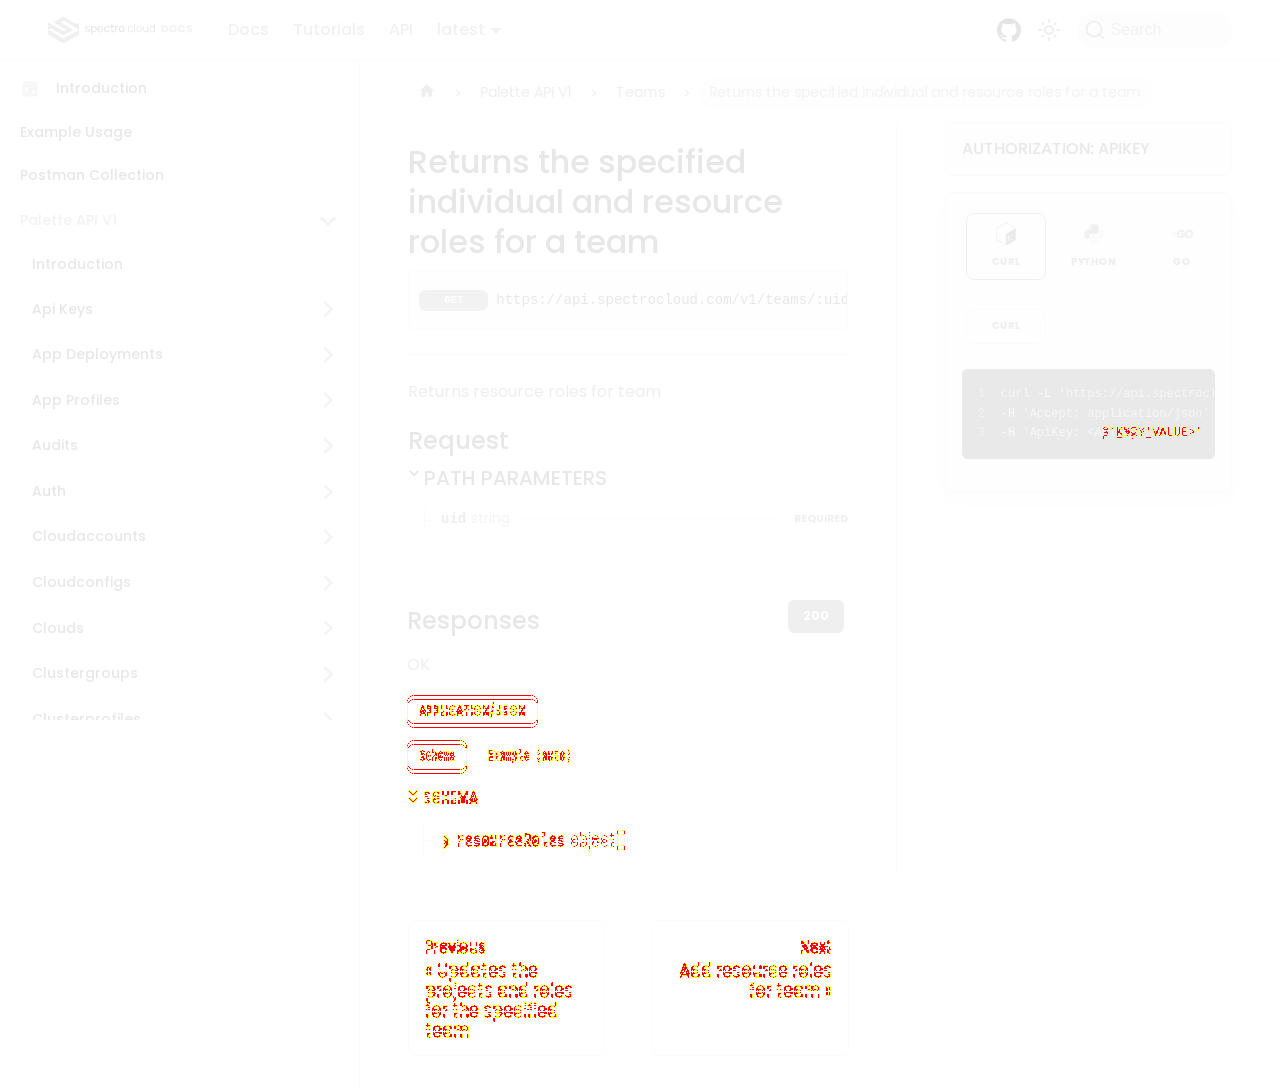 spectro cloud DOCS
Docs Tutorials API latest
Search
Introduction
Example Usage
Postman Collection
Palette API V1
Introduction
Api Keys
App Deployments
App Profiles
Audits
Auth
Cloudaccounts
Cloudconfigs
Clouds
Clustergroups
Clusterprofiles
Palette API V1 › Teams › Returns the specified individual and resource roles for a team
Returns the specified
individual and resource
roles for a team
GET https://api.spectrocloud.com/v1/teams/:uid
Returns resource roles for team
Request
PATH PARAMETERS
uid string REQUIRED
Responses 200
OK
APPLICATION/JSON
Schema Example (auto)
SCHEMA
resourceRoles object[]
Previous
« Updates the
projects and roles
for the specified
team
Next
Add resource roles
for team »
AUTHORIZATION: APIKEY
CURL PYTHON GO
CURL
1 curl -L 'https://api.spectrocl
2 -H 'Accept: application/json'
3 -H 'ApiKey: